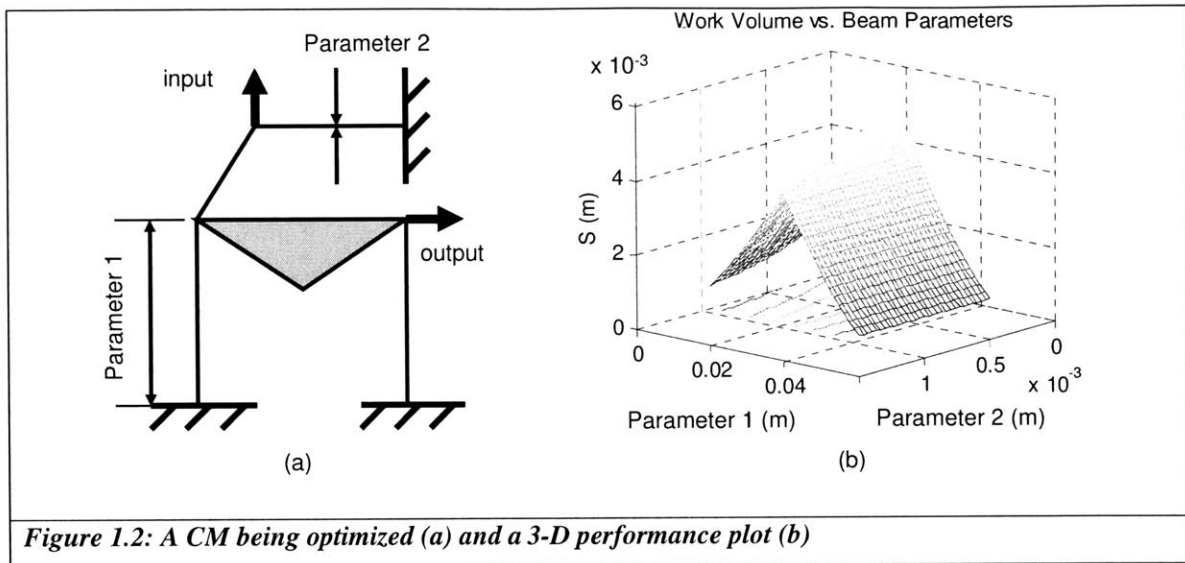 Parameter 2
input
Parameter 1
output
(a)
Work Volume vs. Beam Parameters
x 10⁻³
6
4
2
0
S (m)
0
0.02
0.04
Parameter 1 (m)
1
0.5
0
x 10⁻³
Parameter 2 (m)
(b)
Figure 1.2: A CM being optimized (a) and a 3-D performance plot (b)